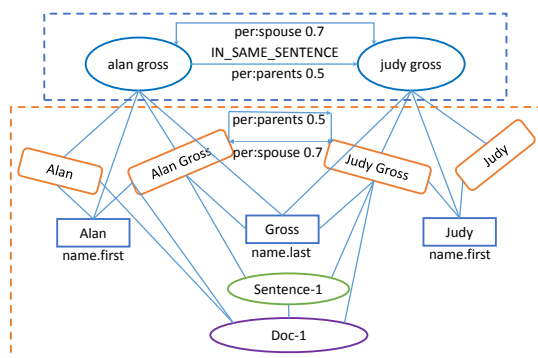 per:spouse 0.7
IN_SAME_SENTENCE
alan gross
judy gross
per:parents 0.5
per:parents 0.5
per:spouse 0.7
Alan
Alan Gross
Judy Gross
Judy
Alan
Gross
Judy
name.first
name.last
name.first
Sentence-1
Doc-1